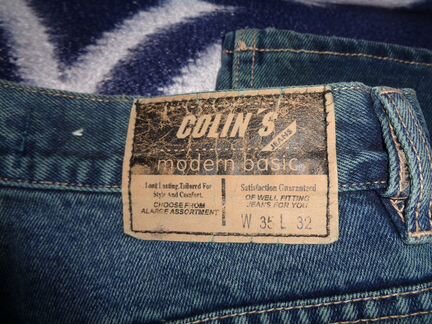 COLIN'S
JEANS
modern basic
Long Lasting, Tailored For
Style And Comfort.
CHOOSE FROM
A LARGE ASSORTMENT
Satisfaction Guaranteed
OF WELL FITTING
JEANS FOR YOU
W 35 L 32